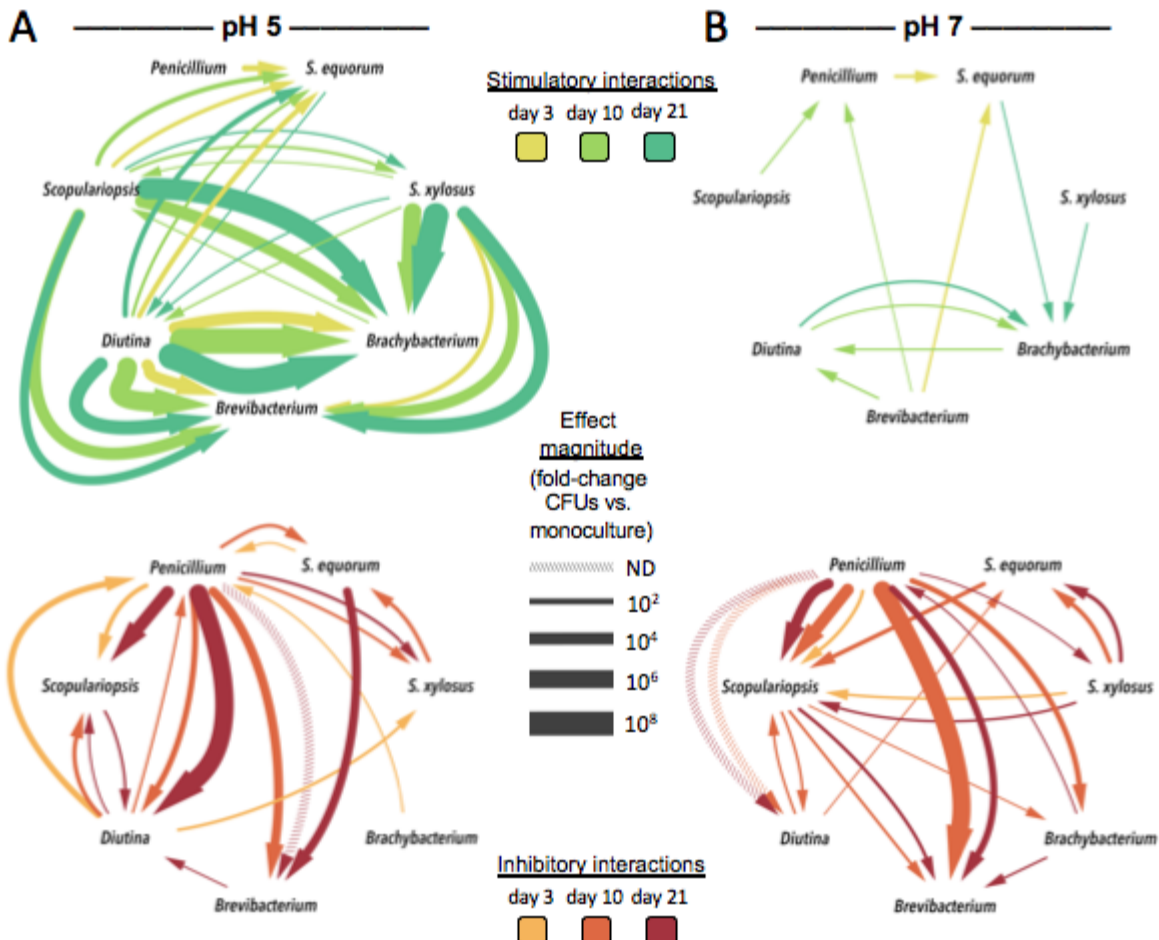 A
pH 5
B
pH 7
Penicillium
S. equorum
Scopulariopsis
S. xylosus
Diutina
Brachybacterium
Brevibacterium
Stimulatory interactions
day 3 day 10 day 21
Penicillium
S. equorum
Scopulariopsis
S. xylosus
Diutina
Brachybacterium
Brevibacterium
Effect
magnitude
(fold-change
CFUs vs.
monoculture)
ND
10²
10⁴
10⁶
10⁸
Penicillium
S. equorum
Scopulariopsis
S. xylosus
Diutina
Brachybacterium
Brevibacterium
Penicillium
S. equorum
Scopulariopsis
S. xylosus
Diutina
Brachybacterium
Brevibacterium
Inhibitory interactions
day 3 day 10 day 21